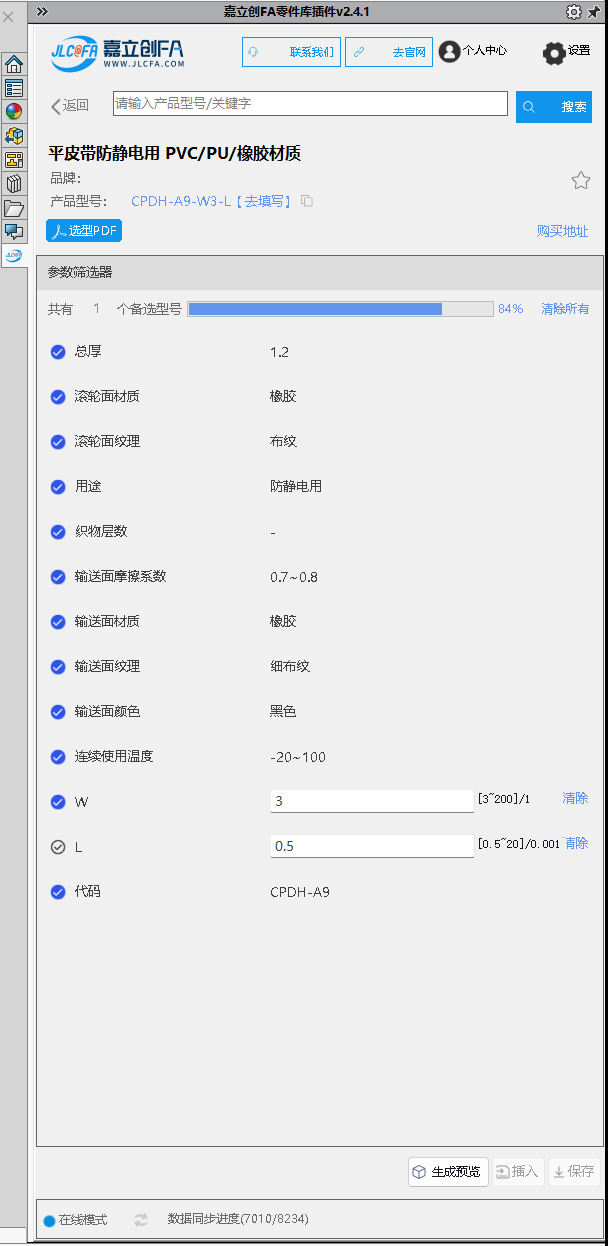 嘉立创FA零件库插件v2.4.1
JLC@FA 嘉立创FA
WWW.JLCFA.COM
联系我们 去官网 个人中心 设置
返回 请输入产品型号/关键字 搜索
平皮带防静电用 PVC/PU/橡胶材质
品牌:
产品型号: CPDH-A9-W3-L【去填写】
选型PDF 购买地址
参数筛选器
共有 1 个备选型号 84% 清除所有
总厚 1.2
滚轮面材质 橡胶
滚轮面纹理 布纹
用途 防静电用
织物层数 -
输送面摩擦系数 0.7~0.8
输送面材质 橡胶
输送面纹理 细布纹
输送面颜色 黑色
连续使用温度 -20~100
W 3 [3~200]/1 清除
L 0.5 [0.5~20]/0.001 清除
代码 CPDH-A9
生成预览 插入 保存
在线模式 数据同步进度(7010/8234)